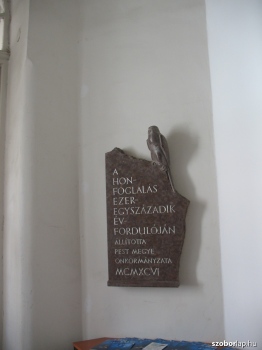 A
HON-
FOGLALÁS
EZER-
EGYSZÁZADIK
ÉV-
FORDULÓJÁN
ÁLLÍTOTTA
PEST MEGYE
ÖNKORMÁNYZATA
MCMXCVI
szoborlap.hu